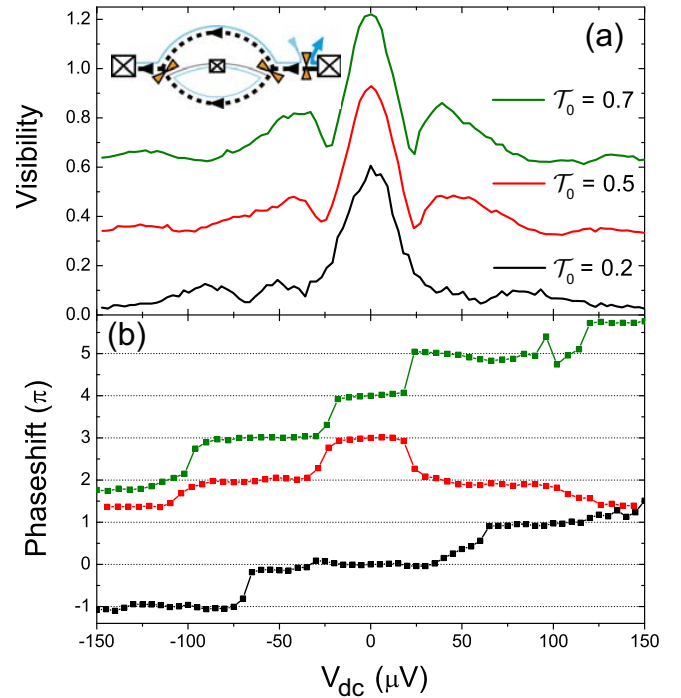 (a)
1.2
1.0
0.8
0.6
0.4
0.2
0.0
Visibility
𝒯0 = 0.7
𝒯0 = 0.5
𝒯0 = 0.2
(b)
5
4
3
2
1
0
-1
Phaseshift (π)
-150 -100 -50 0 50 100 150
Vdc (μV)